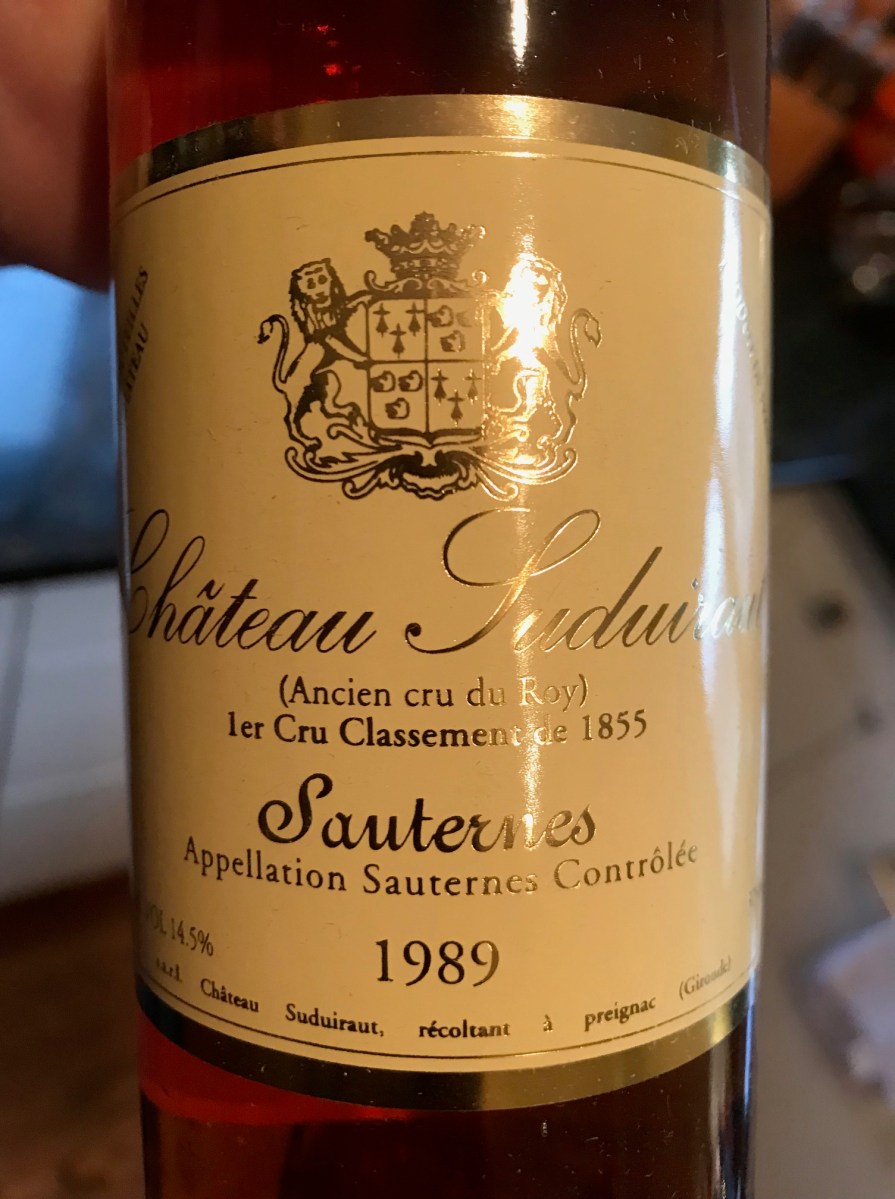 Château Suduiraut
(Ancien cru du Roy)
1er Cru Classement de 1855
Sauternes
Appellation Sauternes Contrôlée
VOL 14.5%
1989
s.a.r.l. Château Suduiraut, récoltant à preignac (Gironde)